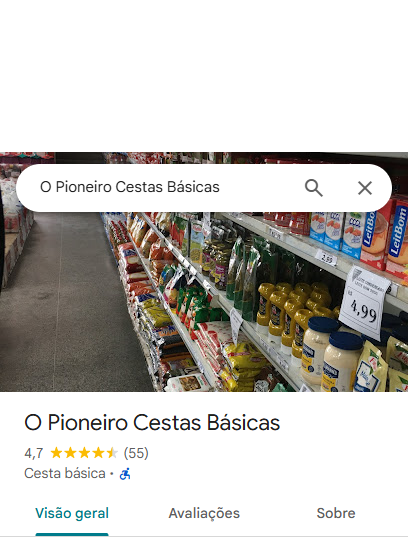 O Pioneiro Cestas Básicas
LeitBom
LeitBom
2,99
4,99
O Pioneiro Cestas Básicas
4,7 (55)
Cesta básica ·
Visão geral Avaliações Sobre